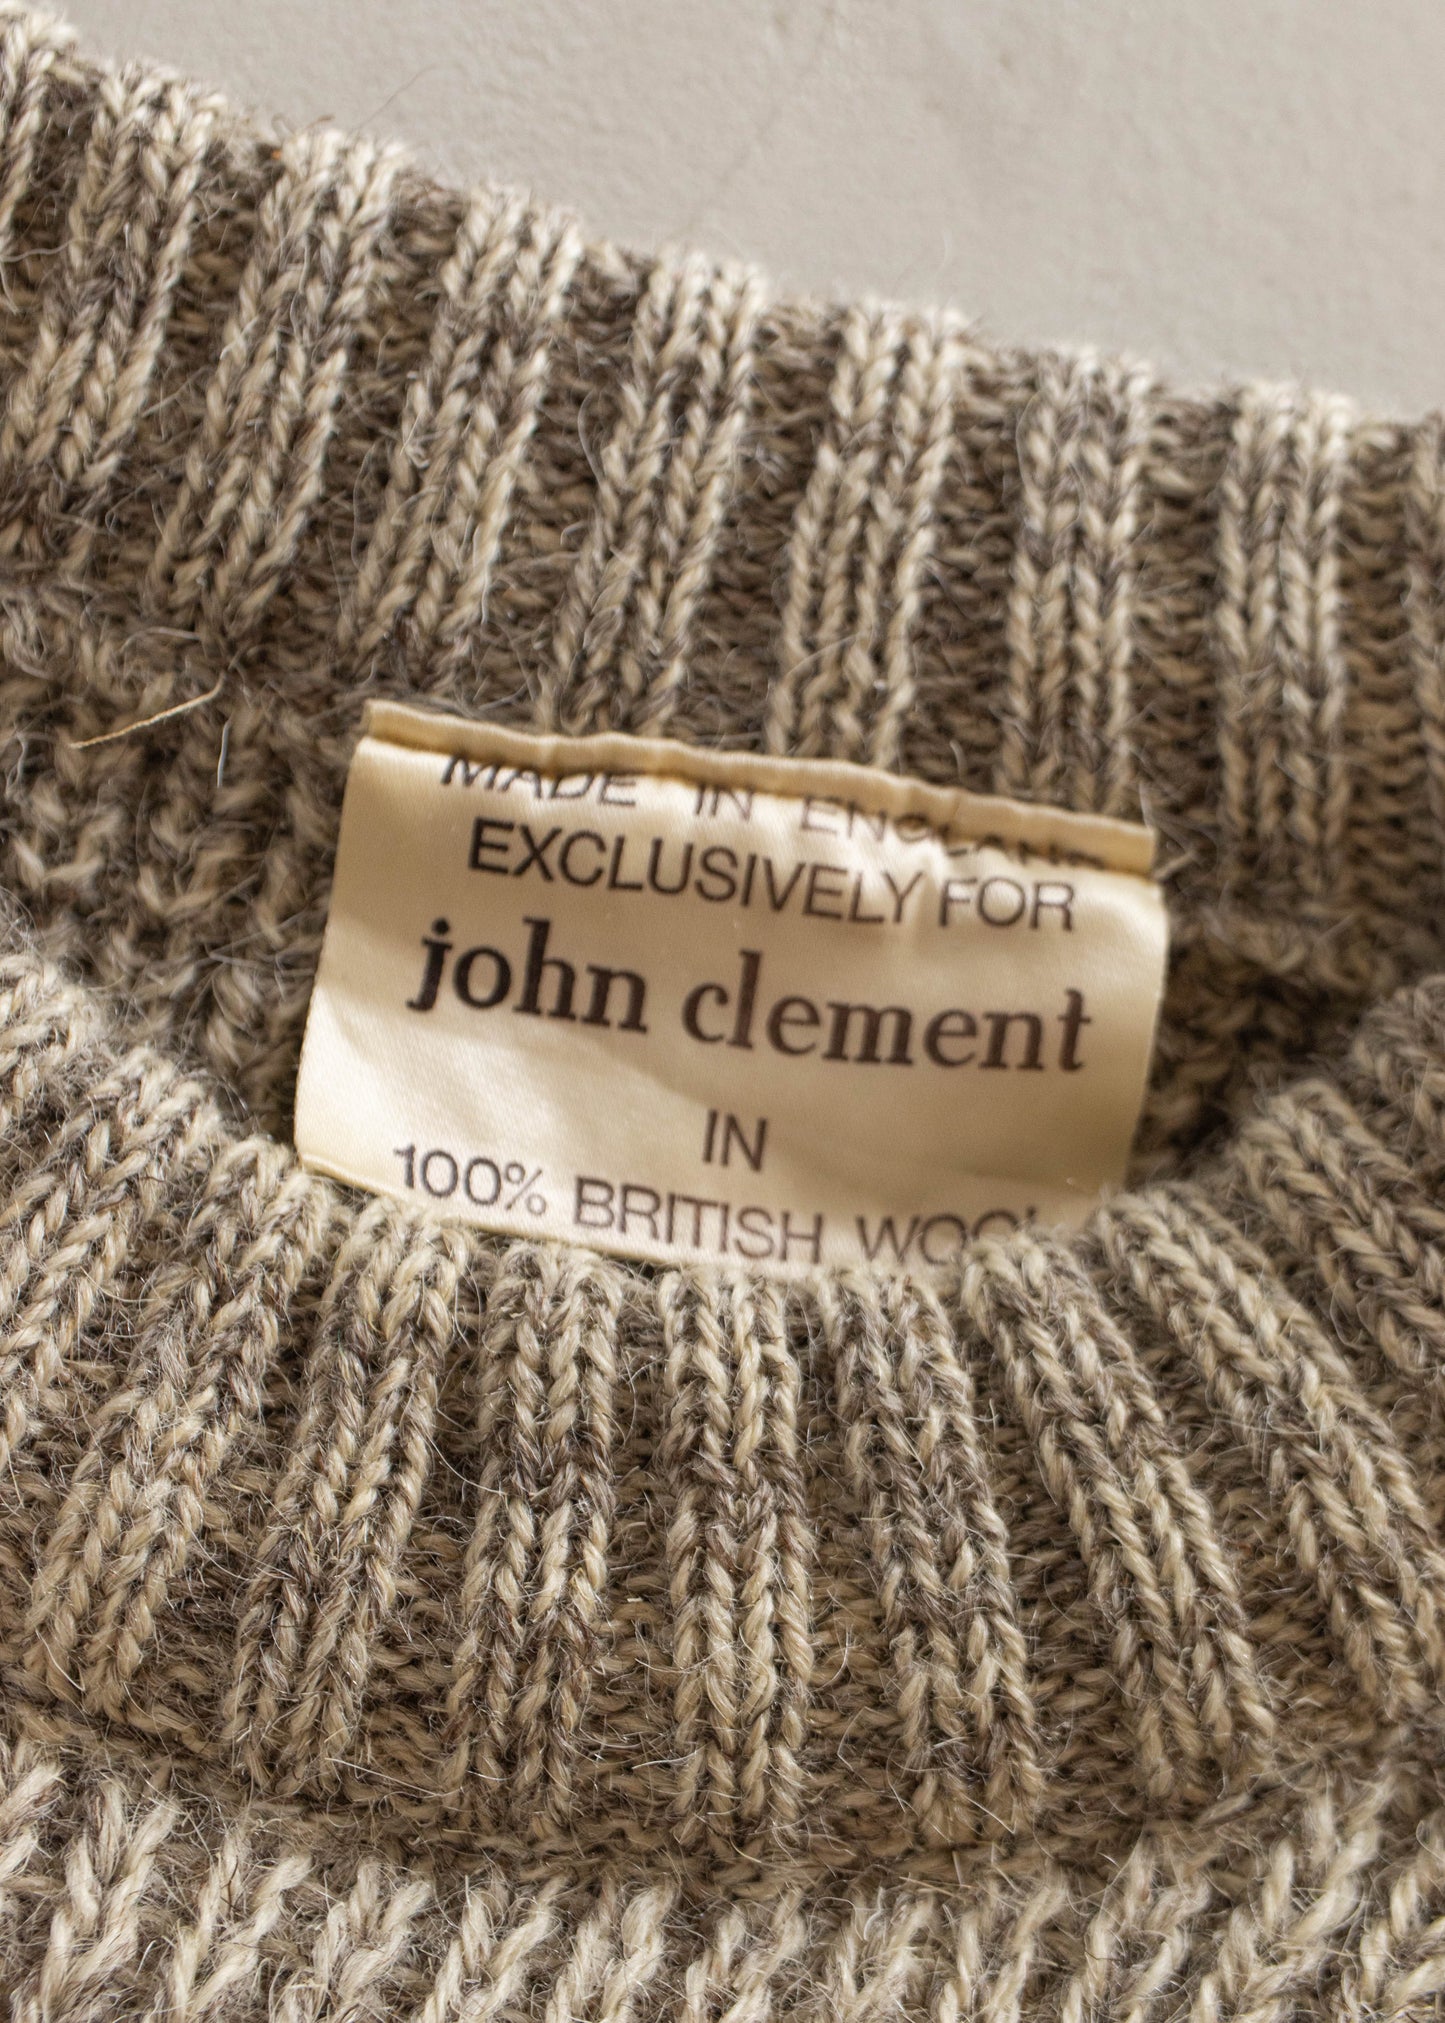 MADE IN ENGLAND
EXCLUSIVELY FOR
john clement
IN
100% BRITISH WOOL